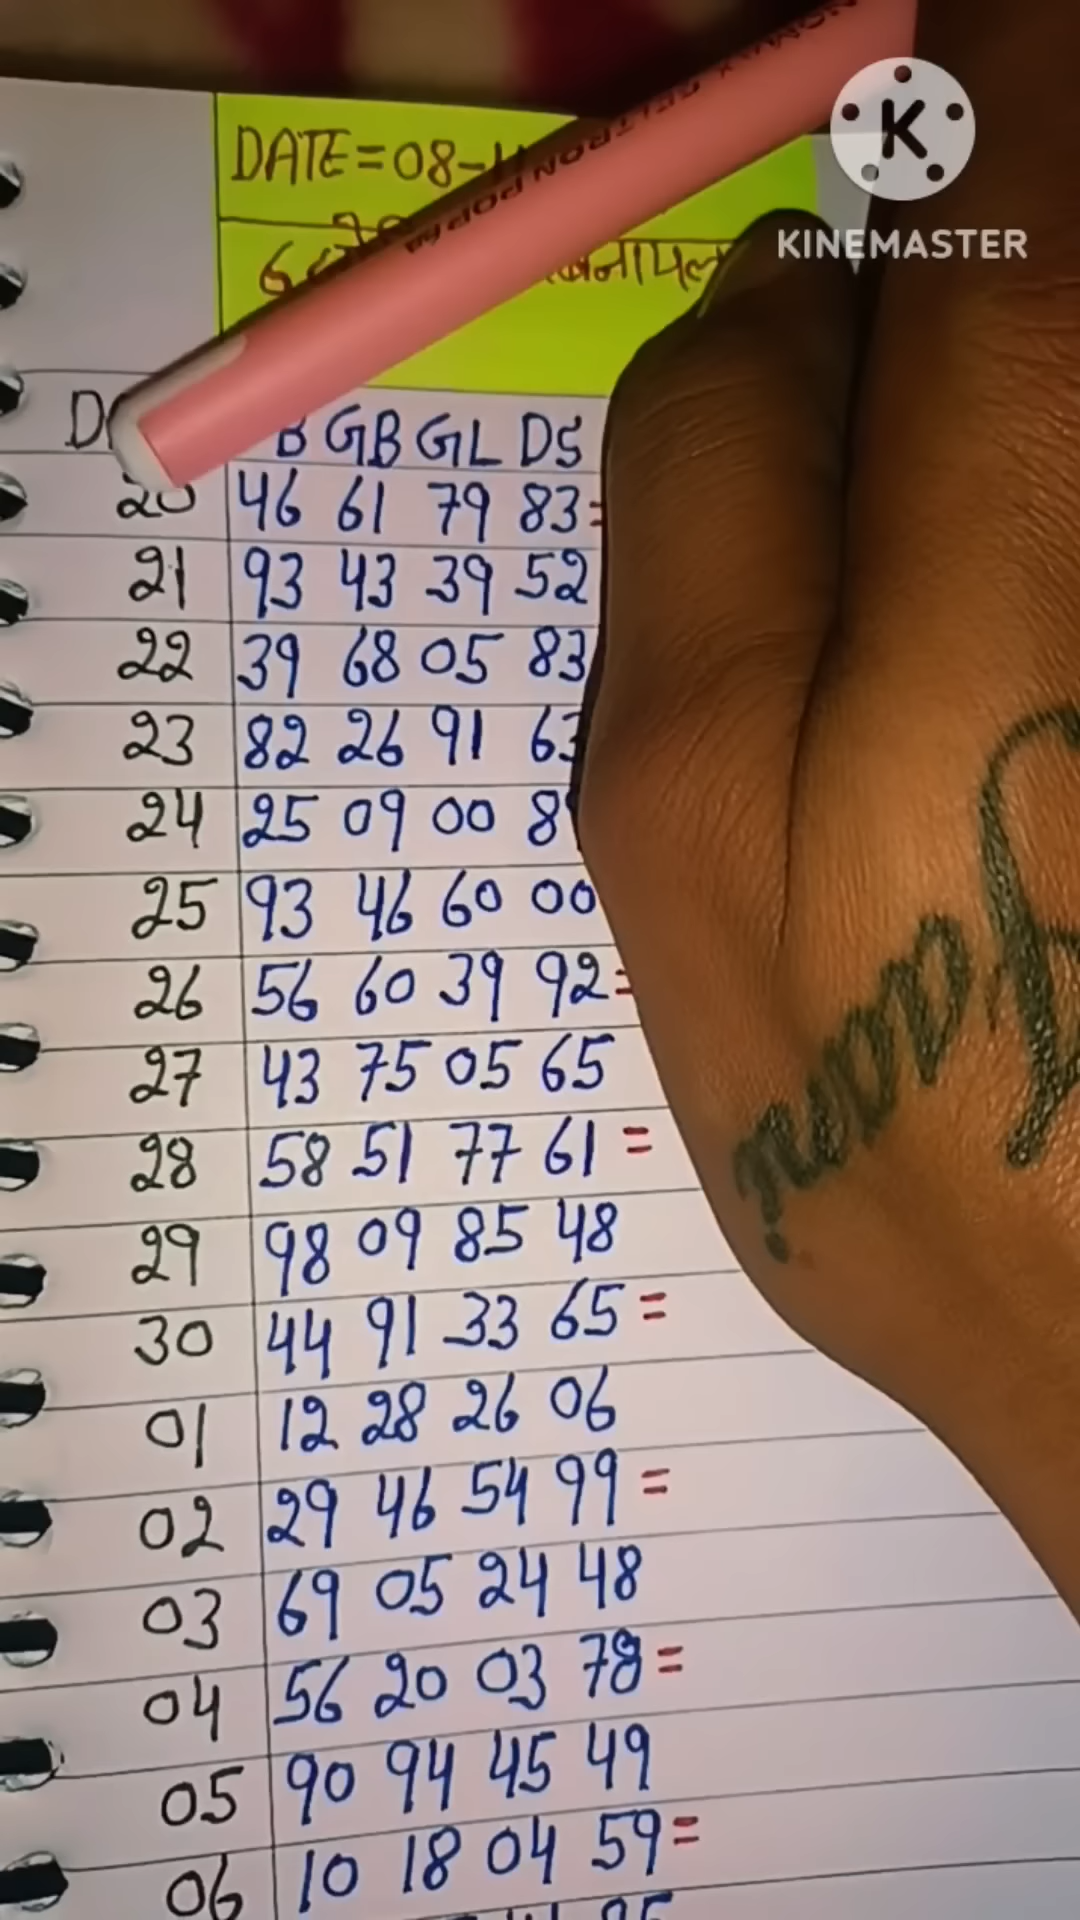 KINEMASTER
DATE=08-
GB GL DS
20 46 61 79 83=
21 93 43 39 52
22 39 68 05 83
23 82 26 91 63
24 25 09 00 8
25 93 46 60 00
26 56 60 39 92=
27 43 75 05 65
28 58 51 77 61 =
29 98 09 85 48
30 44 91 33 65 =
01 12 28 26 06
02 29 46 54 99 =
03 69 05 24 48
04 56 20 03 78 =
05 90 94 45 49
06 10 18 04 59=